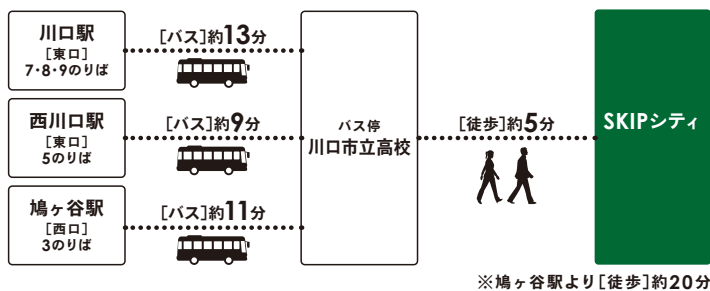 川口駅
[東口]
7・8・9のりば
[バス]約13分
西川口駅
[東口]
5のりば
[バス]約9分
鳩ヶ谷駅
[西口]
3のりば
[バス]約11分
バス停
川口市立高校
[徒歩]約5分
SKIPシティ
※鳩ヶ谷駅より[徒歩]約20分